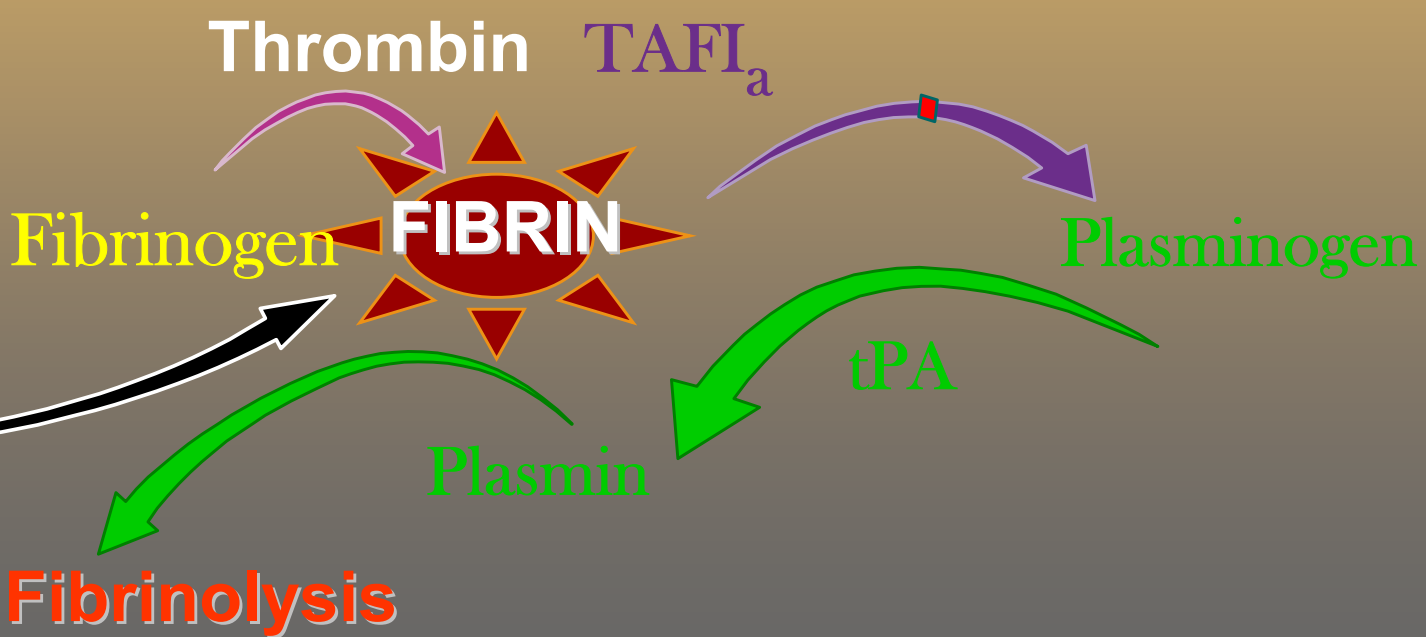 Thrombin
TAFIa
Fibrinogen
FIBRIN
Plasminogen
tPA
Plasmin
Fibrinolysis